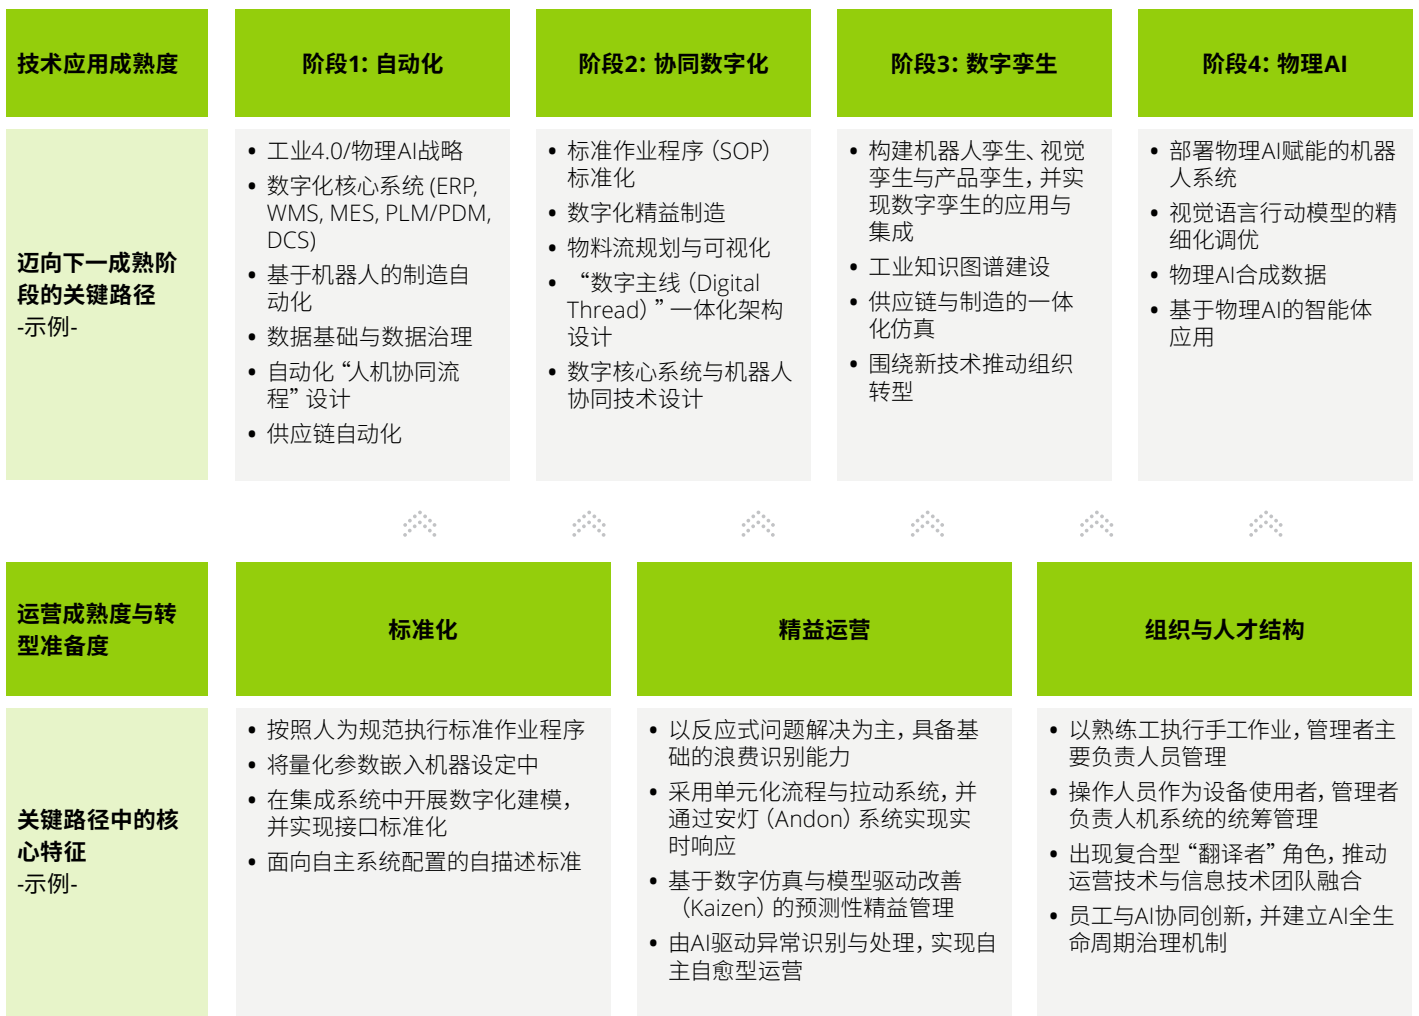 技术应用成熟度
阶段1：自动化
阶段2：协同数字化
阶段3：数字孪生
阶段4：物理AI
迈向下一成熟阶
段的关键路径
-示例-
• 工业4.0/物理AI战略
• 数字化核心系统 (ERP,
WMS, MES, PLM/PDM,
DCS)
• 基于机器人的制造自
动化
• 数据基础与数据治理
• 自动化“人机协同流
程”设计
• 供应链自动化
• 标准作业程序（SOP）
标准化
• 数字化精益制造
• 物料流规划与可视化
• “数字主线（Digital
Thread）”一体化架构
设计
• 数字核心系统与机器人
协同技术设计
• 构建机器人孪生、视觉
孪生与产品孪生，并实
现数字孪生的应用与
集成
• 工业知识图谱建设
• 供应链与制造的一体
化仿真
• 围绕新技术推动组织
转型
• 部署物理AI赋能的机器
人系统
• 视觉语言行动模型的精
细化调优
• 物理AI合成数据
• 基于物理AI的智能体
应用
运营成熟度与转
型准备度
标准化
精益运营
组织与人才结构
关键路径中的核
心特征
-示例-
• 按照人为规范执行标准作业程序
• 将量化参数嵌入机器设定中
• 在集成系统中开展数字化建模，
并实现接口标准化
• 面向自主系统配置的自描述标准
• 以反应式问题解决为主，具备基
础的浪费识别能力
• 采用单元化流程与拉动系统，并
通过安灯（Andon）系统实现实
时响应
• 基于数字仿真与模型驱动改善
（Kaizen）的预测性精益管理
• 由AI驱动异常识别与处理，实现自
主自愈型运营
• 以熟练工执行手工作业，管理者主
要负责人员管理
• 操作人员作为设备使用者，管理者
负责人机系统的统筹管理
• 出现复合型“翻译者”角色，推动
运营技术与信息技术团队融合
• 员工与AI协同创新，并建立AI全生
命周期治理机制